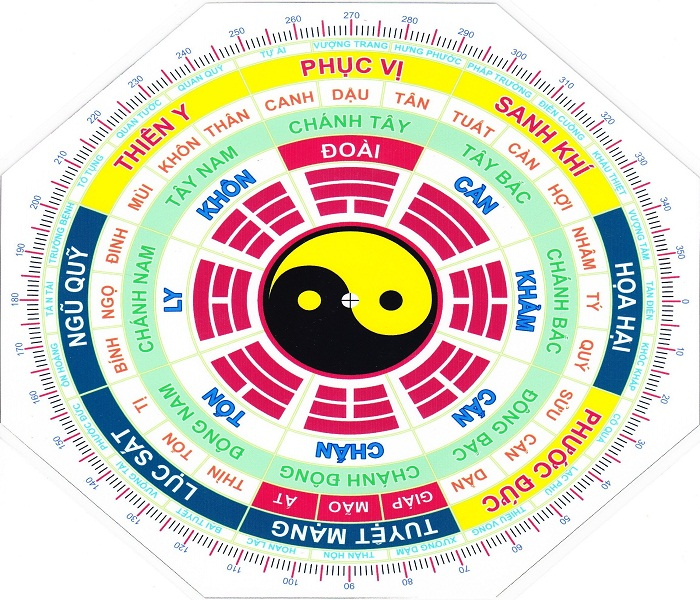 PHỤC VỊ
SANH KHÍ
HỌA HẠI
PHƯỚC ĐỨC
TUYỆT MẠNG
LỤC SÁT
NGŨ QUỸ
THIÊN Y
TỰ ÁI
VƯỢNG TRANG
HƯNG PHƯỚC
PHÁP TRƯỜNG
ĐIÊN CUỒNG
KHẨU THIỆT
VƯỢNG TÂM
TẤN ĐIỀN
KHÓC KHẤP
CÔ QUẢ
LẠC PHÚ
THIẾU VONG
XƯƠNG DÂM
THÂN HÔN
HOAN LẠC
BẠI TUYỆT
VƯỢNG TÀI
PHƯỚC ĐỨC
ÔN HOÀNG
TẤN TÀI
TRƯỜNG BỆNH
TỐ TỤNG
QUAN TƯỚC
QUAN QUÝ
CANH DẬU TÂN
TUẤT CÀN HỢI
NHÂM TÝ QUÝ
SỬU CẤN DẦN
GIÁP MẸO ẤT
THÌN TỐN TỊ
BÍNH NGỌ ĐINH
MÙI KHÔN THÂN
CHÁNH TÂY
TÂY BẮC
CHÁNH BẮC
ĐÔNG BẮC
CHÁNH ĐÔNG
ĐÔNG NAM
CHÁNH NAM
TÂY NAM
ĐOÀI
CÀN
KHẢM
CẤN
CHẤN
TỐN
LY
KHÔN
0
10
20
30
40
50
60
70
80
90
100
110
120
130
140
150
160
170
180
190
200
210
220
230
240
250
260
270
280
290
300
310
320
330
340
350